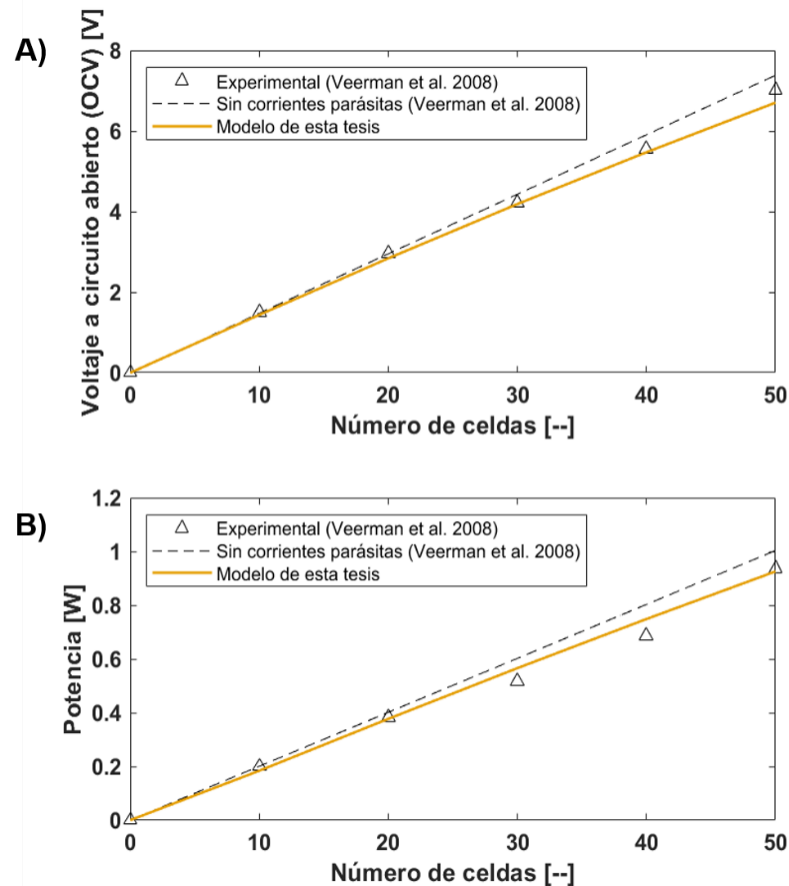 A)
Voltaje a circuito abierto (OCV) [V]
8
6
4
2
0
Experimental (Veerman et al. 2008)
Sin corrientes parásitas (Veerman et al. 2008)
Modelo de esta tesis
0 10 20 30 40 50
Número de celdas [--]
B)
Potencia [W]
1.2
1
0.8
0.6
0.4
0.2
0
Experimental (Veerman et al. 2008)
Sin corrientes parásitas (Veerman et al. 2008)
Modelo de esta tesis
0 10 20 30 40 50
Número de celdas [--]